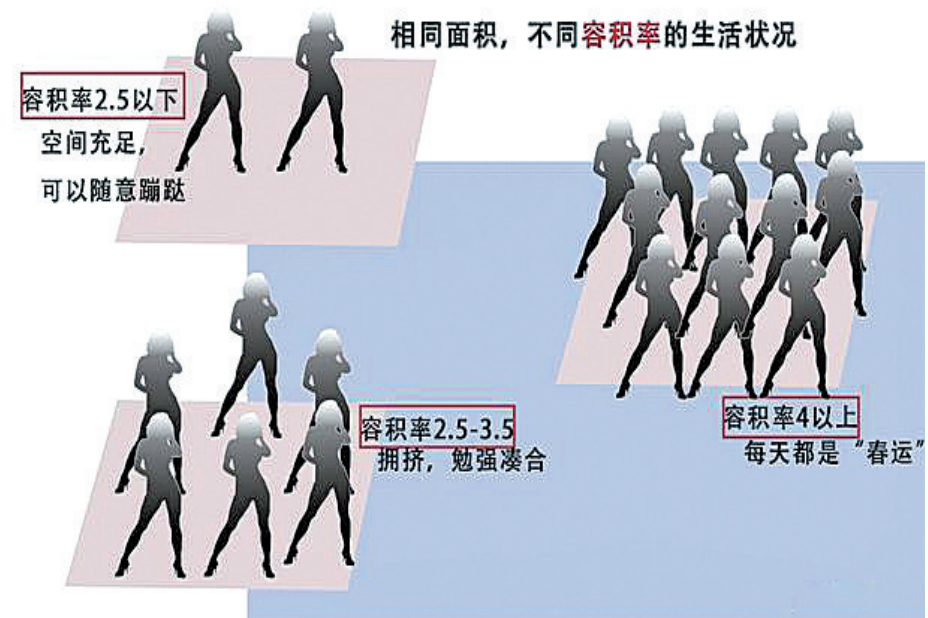 相同面积，不同容积率的生活状况
容积率2.5以下
空间充足，
可以随意蹦跶
容积率2.5-3.5
拥挤，勉强凑合
容积率4以上
每天都是“春运”